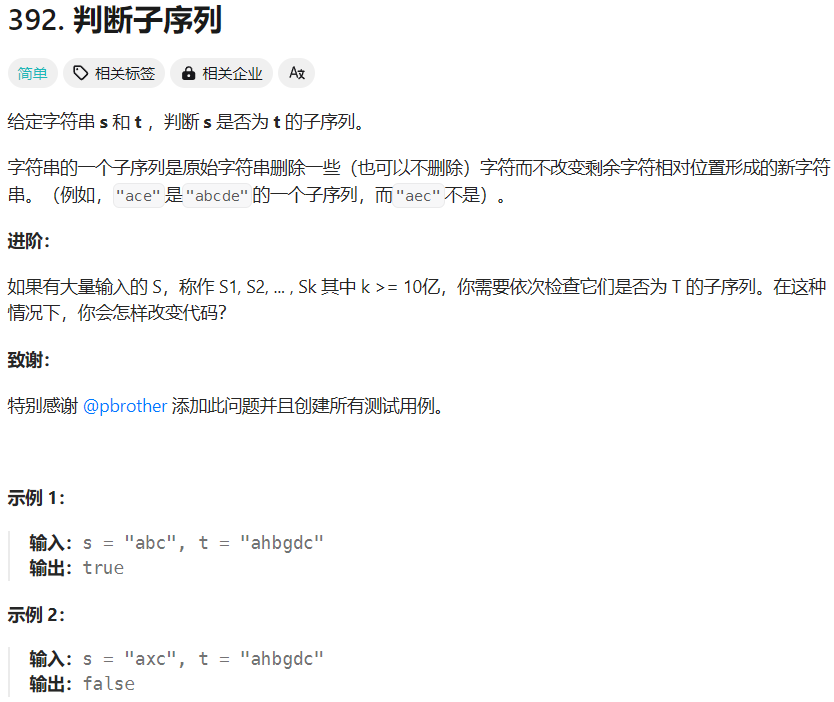 392. 判断子序列
简单 相关标签 相关企业 Aあ
给定字符串 s 和 t ，判断 s 是否为 t 的子序列。
字符串的一个子序列是原始字符串删除一些（也可以不删除）字符而不改变剩余字符相对位置形成的新字符
串。（例如，"ace"是"abcde"的一个子序列，而"aec"不是）。
进阶：
如果有大量输入的 S，称作 S1, S2, ... , Sk 其中 k >= 10亿，你需要依次检查它们是否为 T 的子序列。在这种
情况下，你会怎样改变代码？
致谢：
特别感谢 @pbrother 添加此问题并且创建所有测试用例。
示例 1：
输入：s = "abc", t = "ahbgdc"
输出：true
示例 2：
输入：s = "axc", t = "ahbgdc"
输出：false